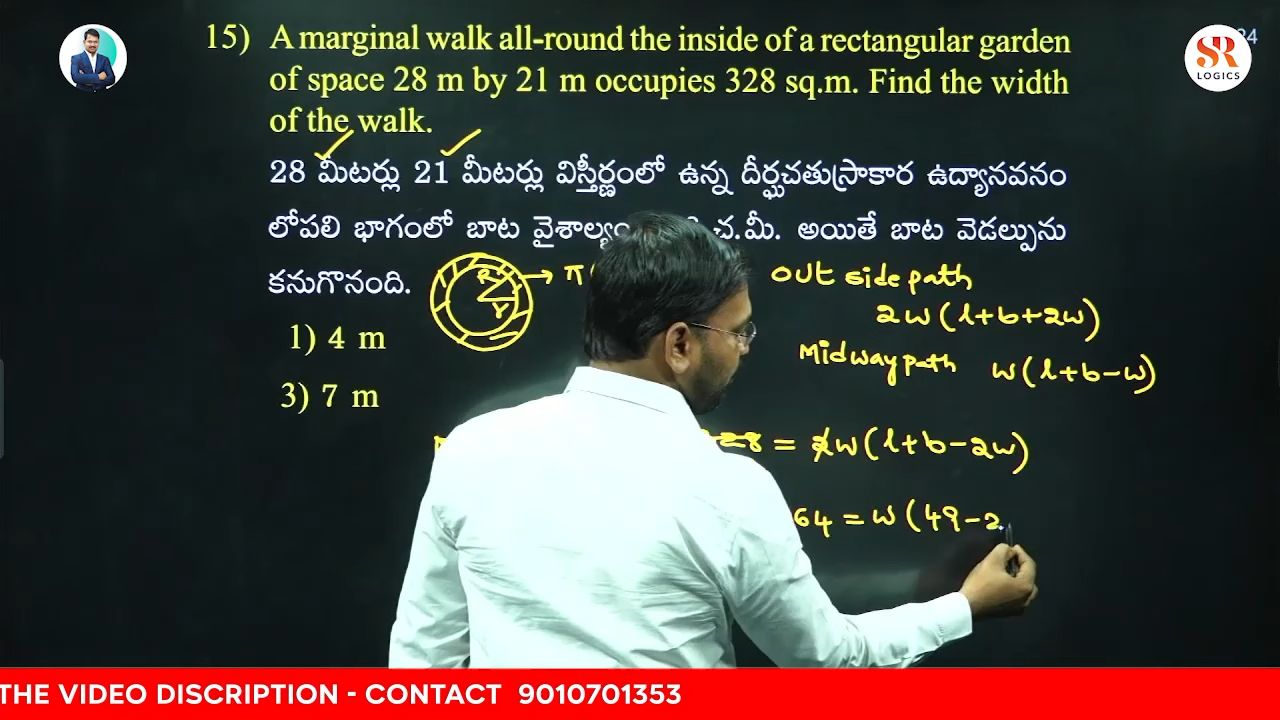 24
SR
LOGICS
15) A marginal walk all-round the inside of a rectangular garden
of space 28 m by 21 m occupies 328 sq.m. Find the width
of the walk.
28 మీటర్లు 21 మీటర్లు విస్తీర్ణంలో ఉన్న దీర్ఘచతుస్రాకార ఉద్యానవనం
లోపలి భాగంలో బాట వైశాల్యం చ.మీ. అయితే బాట వెడల్పును
కనుగొనండి.
1) 4 m
3) 7 m
R
r
π(
OUT side path
2w(l+b+2w)
Midway path w(l+b-w)
= 2w(l+b-2w)
64 = w(49-2
THE VIDEO DISCRIPTION - CONTACT 9010701353